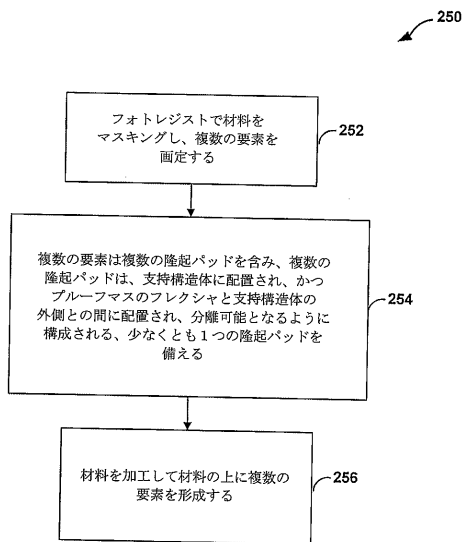 250
フォトレジストで材料を
マスキングし、複数の要素を
画定する
252
複数の要素は複数の隆起パッドを含み、複数の
隆起パッドは、支持構造体に配置され、かつ
プルーフマスのフレクシャと支持構造体の
外側との間に配置され、分離可能となるように
構成される、少なくとも1つの隆起パッドを
備える
254
材料を加工して材料の上に複数の
要素を形成する
256